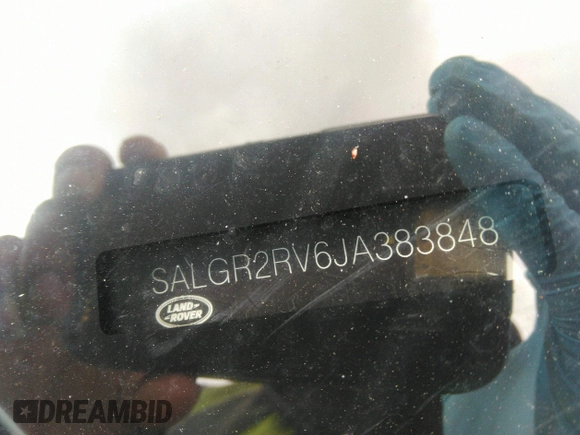 SALGR2RV6JA383848
LAND-
-ROVER
DREAMBID